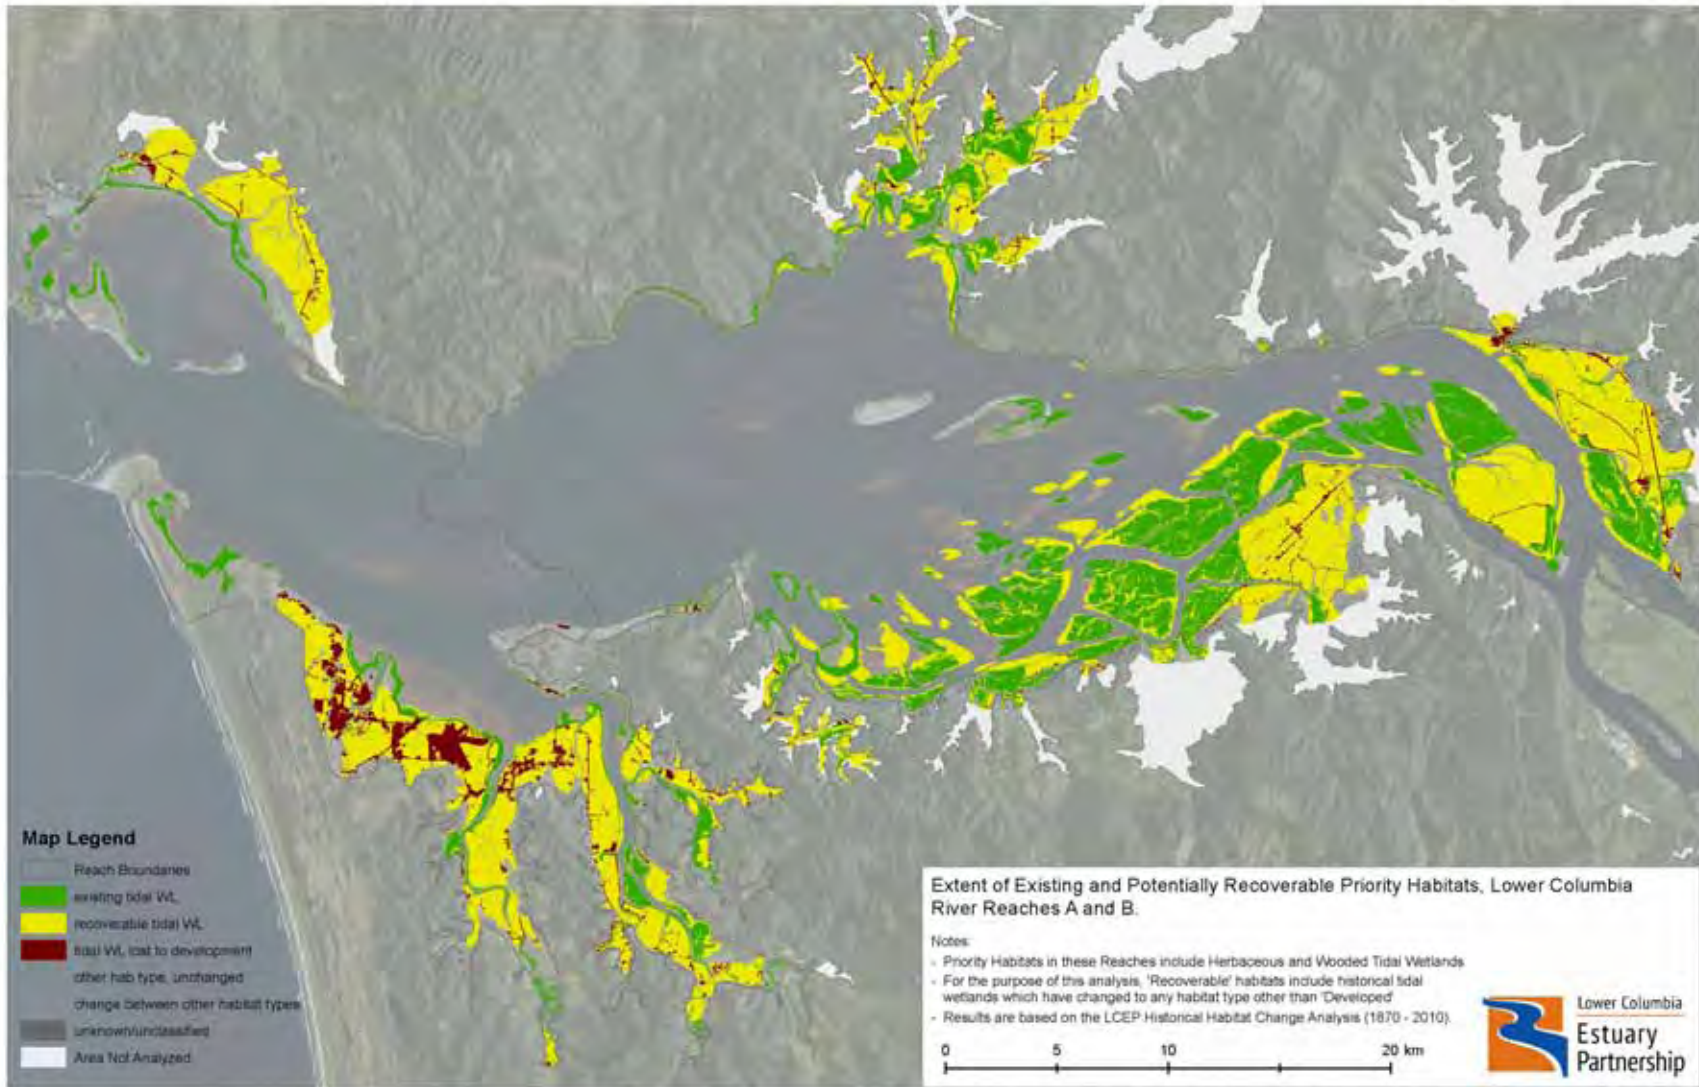 Map Legend
Reach Boundaries
existing tidal WL
recoverable tidal WL
tidal WL lost to development
other hab type, unchanged
change between other habitat types
unknown/unclassified
Area Not Analyzed
Extent of Existing and Potentially Recoverable Priority Habitats, Lower Columbia
River Reaches A and B.
Notes:
- Priority Habitats in these Reaches include Herbaceous and Wooded Tidal Wetlands
- For the purpose of this analysis, 'Recoverable' habitats include historical tidal
wetlands which have changed to any habitat type other than 'Developed'
- Results are based on the LCEP Historical Habitat Change Analysis (1870 - 2010).
0 5 10 20 km
Lower Columbia
Estuary
Partnership